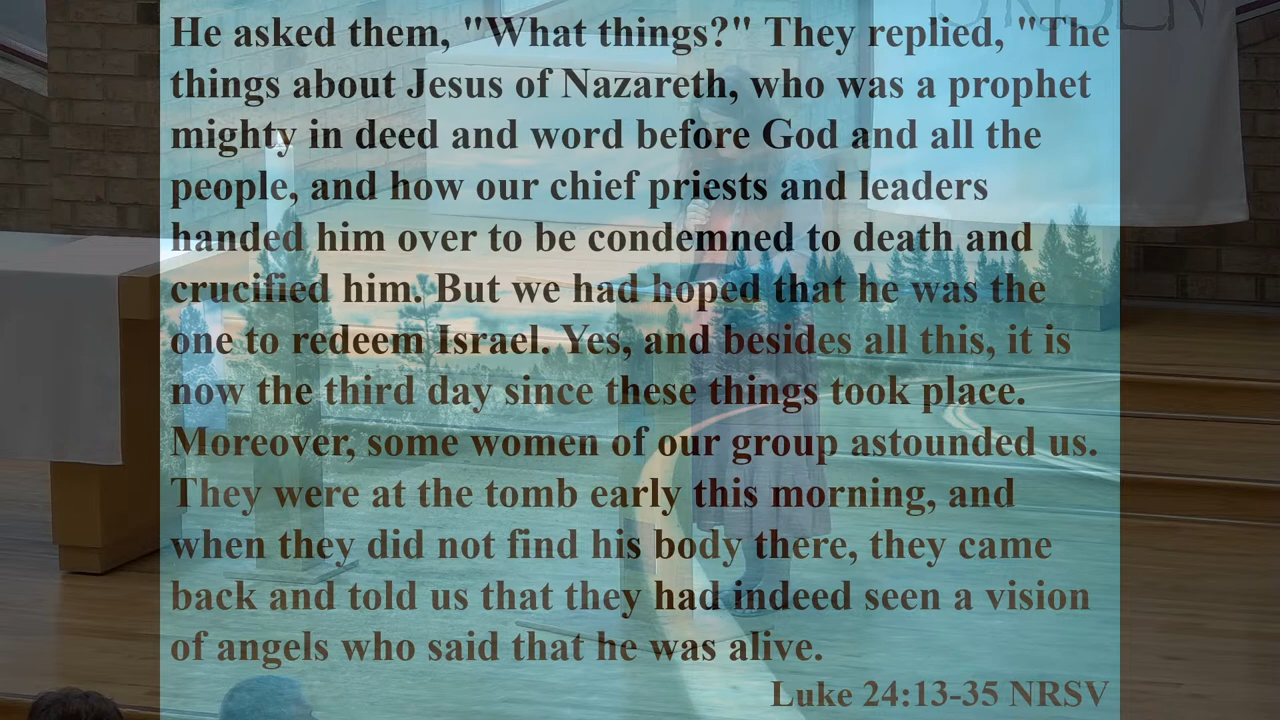 He asked them, "What things?" They replied, "The
things about Jesus of Nazareth, who was a prophet
mighty in deed and word before God and all the
people, and how our chief priests and leaders
handed him over to be condemned to death and
crucified him. But we had hoped that he was the
one to redeem Israel. Yes, and besides all this, it is
now the third day since these things took place.
Moreover, some women of our group astounded us.
They were at the tomb early this morning, and
when they did not find his body there, they came
back and told us that they had indeed seen a vision
of angels who said that he was alive.
Luke 24:13-35 NRSV